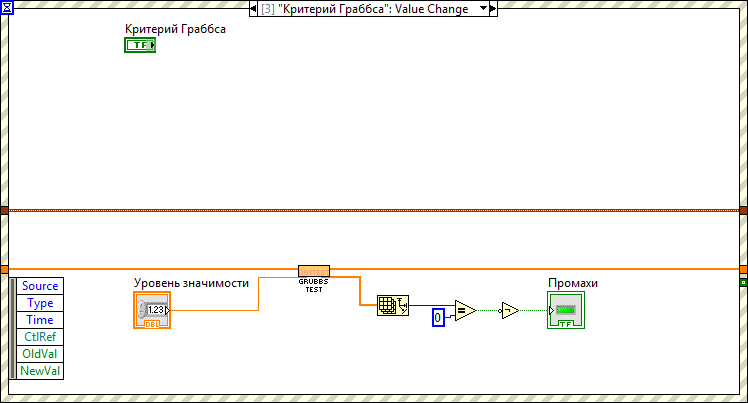 [3] "Критерий Граббса": Value Change
Критерий Граббса
TF
Source
Type
Time
CtlRef
OldVal
NewVal
Уровень значимости
1.23
DBL
GRUBBS
TEST
0
=
Промахи
TF